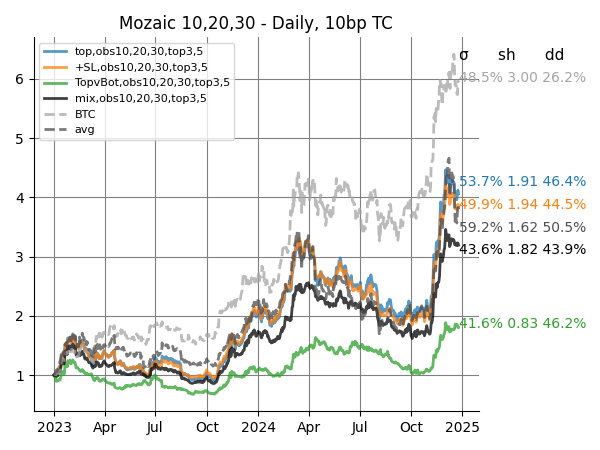 Mozaic 10,20,30 - Daily, 10bp TC
top,obs10,20,30,top3,5
+SL,obs10,20,30,top3,5
TopvBot,obs10,20,30,top3,5
mix,obs10,20,30,top3,5
BTC
avg
σ sh dd
48.5% 3.00 26.2%
53.7% 1.91 46.4%
49.9% 1.94 44.5%
59.2% 1.62 50.5%
43.6% 1.82 43.9%
41.6% 0.83 46.2%
6
5
4
3
2
1
2023 Apr Jul Oct 2024 Apr Jul Oct 2025